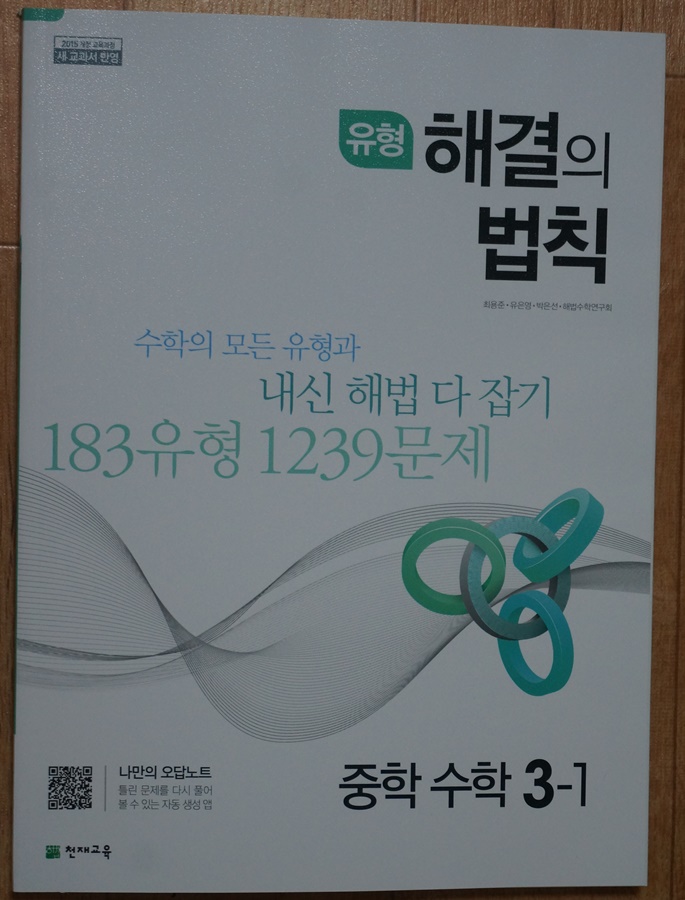 2015 개정 교육과정
새 교과서 반영
유형 해결의
법칙
최용준·유은명·박은선·해법수학연구회
수학의 모든 유형과
내신 해법 다 잡기
183유형 1239문제
나만의 오답노트
틀린 문제를 다시 풀어
볼 수 있는 자동 생성 앱
중학 수학 3-1
천재교육